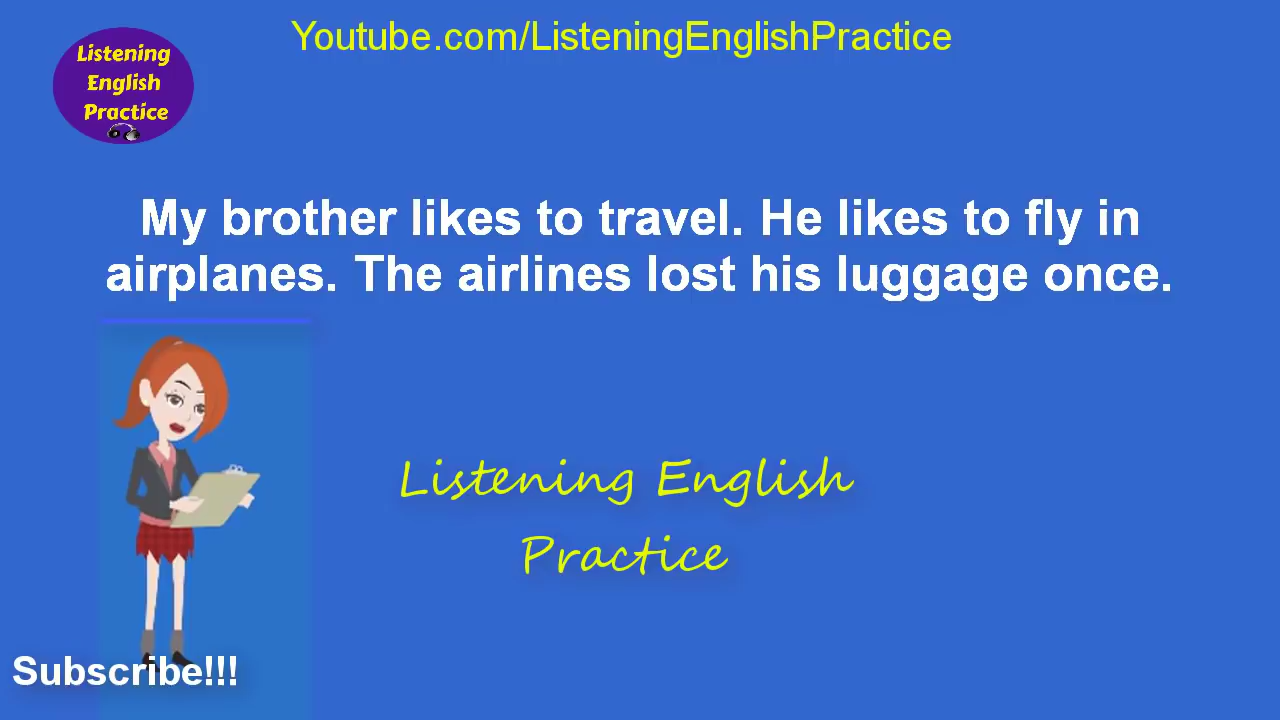 Youtube.com/ListeningEnglishPractice
Listening
English
Practice
My brother likes to travel. He likes to fly in
airplanes. The airlines lost his luggage once.
Listening English
Practice
Subscribe!!!